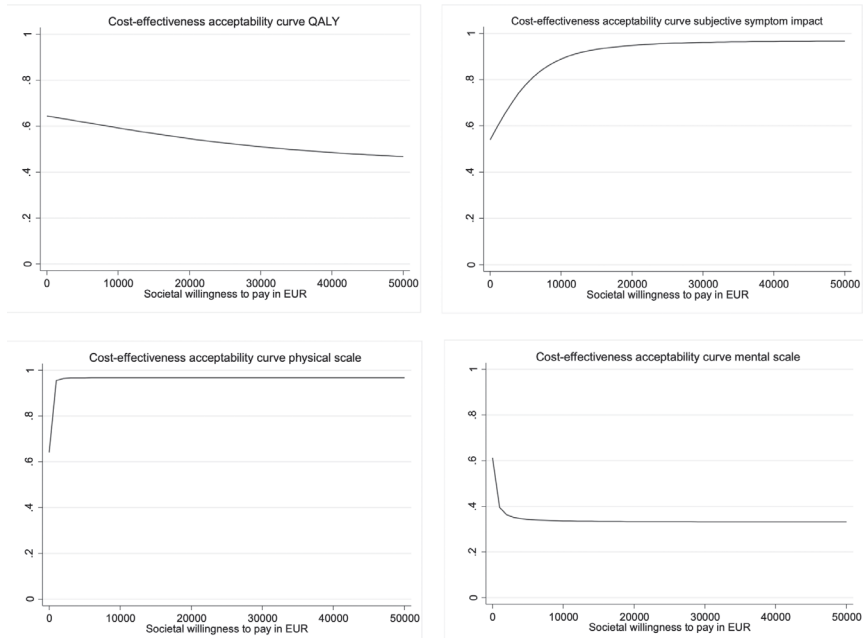 Cost-effectiveness acceptability curve QALY
1
.8
.6
.4
.2
0
0 10000 20000 30000 40000 50000
Societal willingness to pay in EUR
Cost-effectiveness acceptability curve subjective symptom impact
1
.8
.6
.4
.2
0
0 10000 20000 30000 40000 50000
Societal willingness to pay in EUR
Cost-effectiveness acceptability curve physical scale
1
.8
.6
.4
.2
0
0 10000 20000 30000 40000 50000
Societal willingness to pay in EUR
Cost-effectiveness acceptability curve mental scale
1
.8
.6
.4
.2
0
0 10000 20000 30000 40000 50000
Societal willingness to pay in EUR